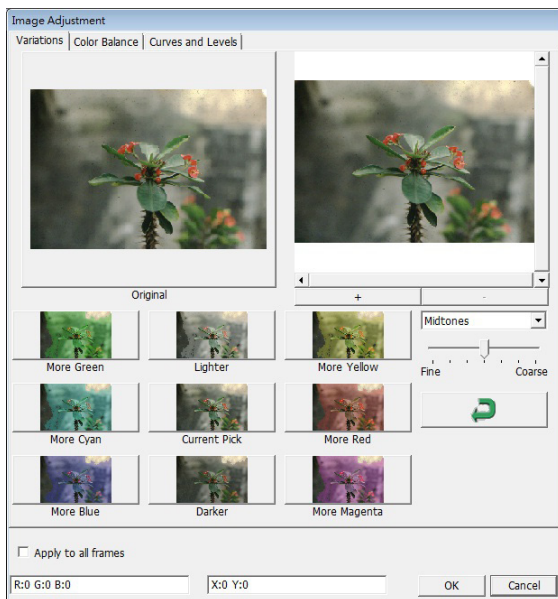 Image Adjustment
Variations Color Balance Curves and Levels
Original
+ -
Midtones
Fine Coarse
More Green Lighter More Yellow
More Cyan Current Pick More Red
More Blue Darker More Magenta
Apply to all frames
R:0 G:0 B:0 X:0 Y:0 OK Cancel